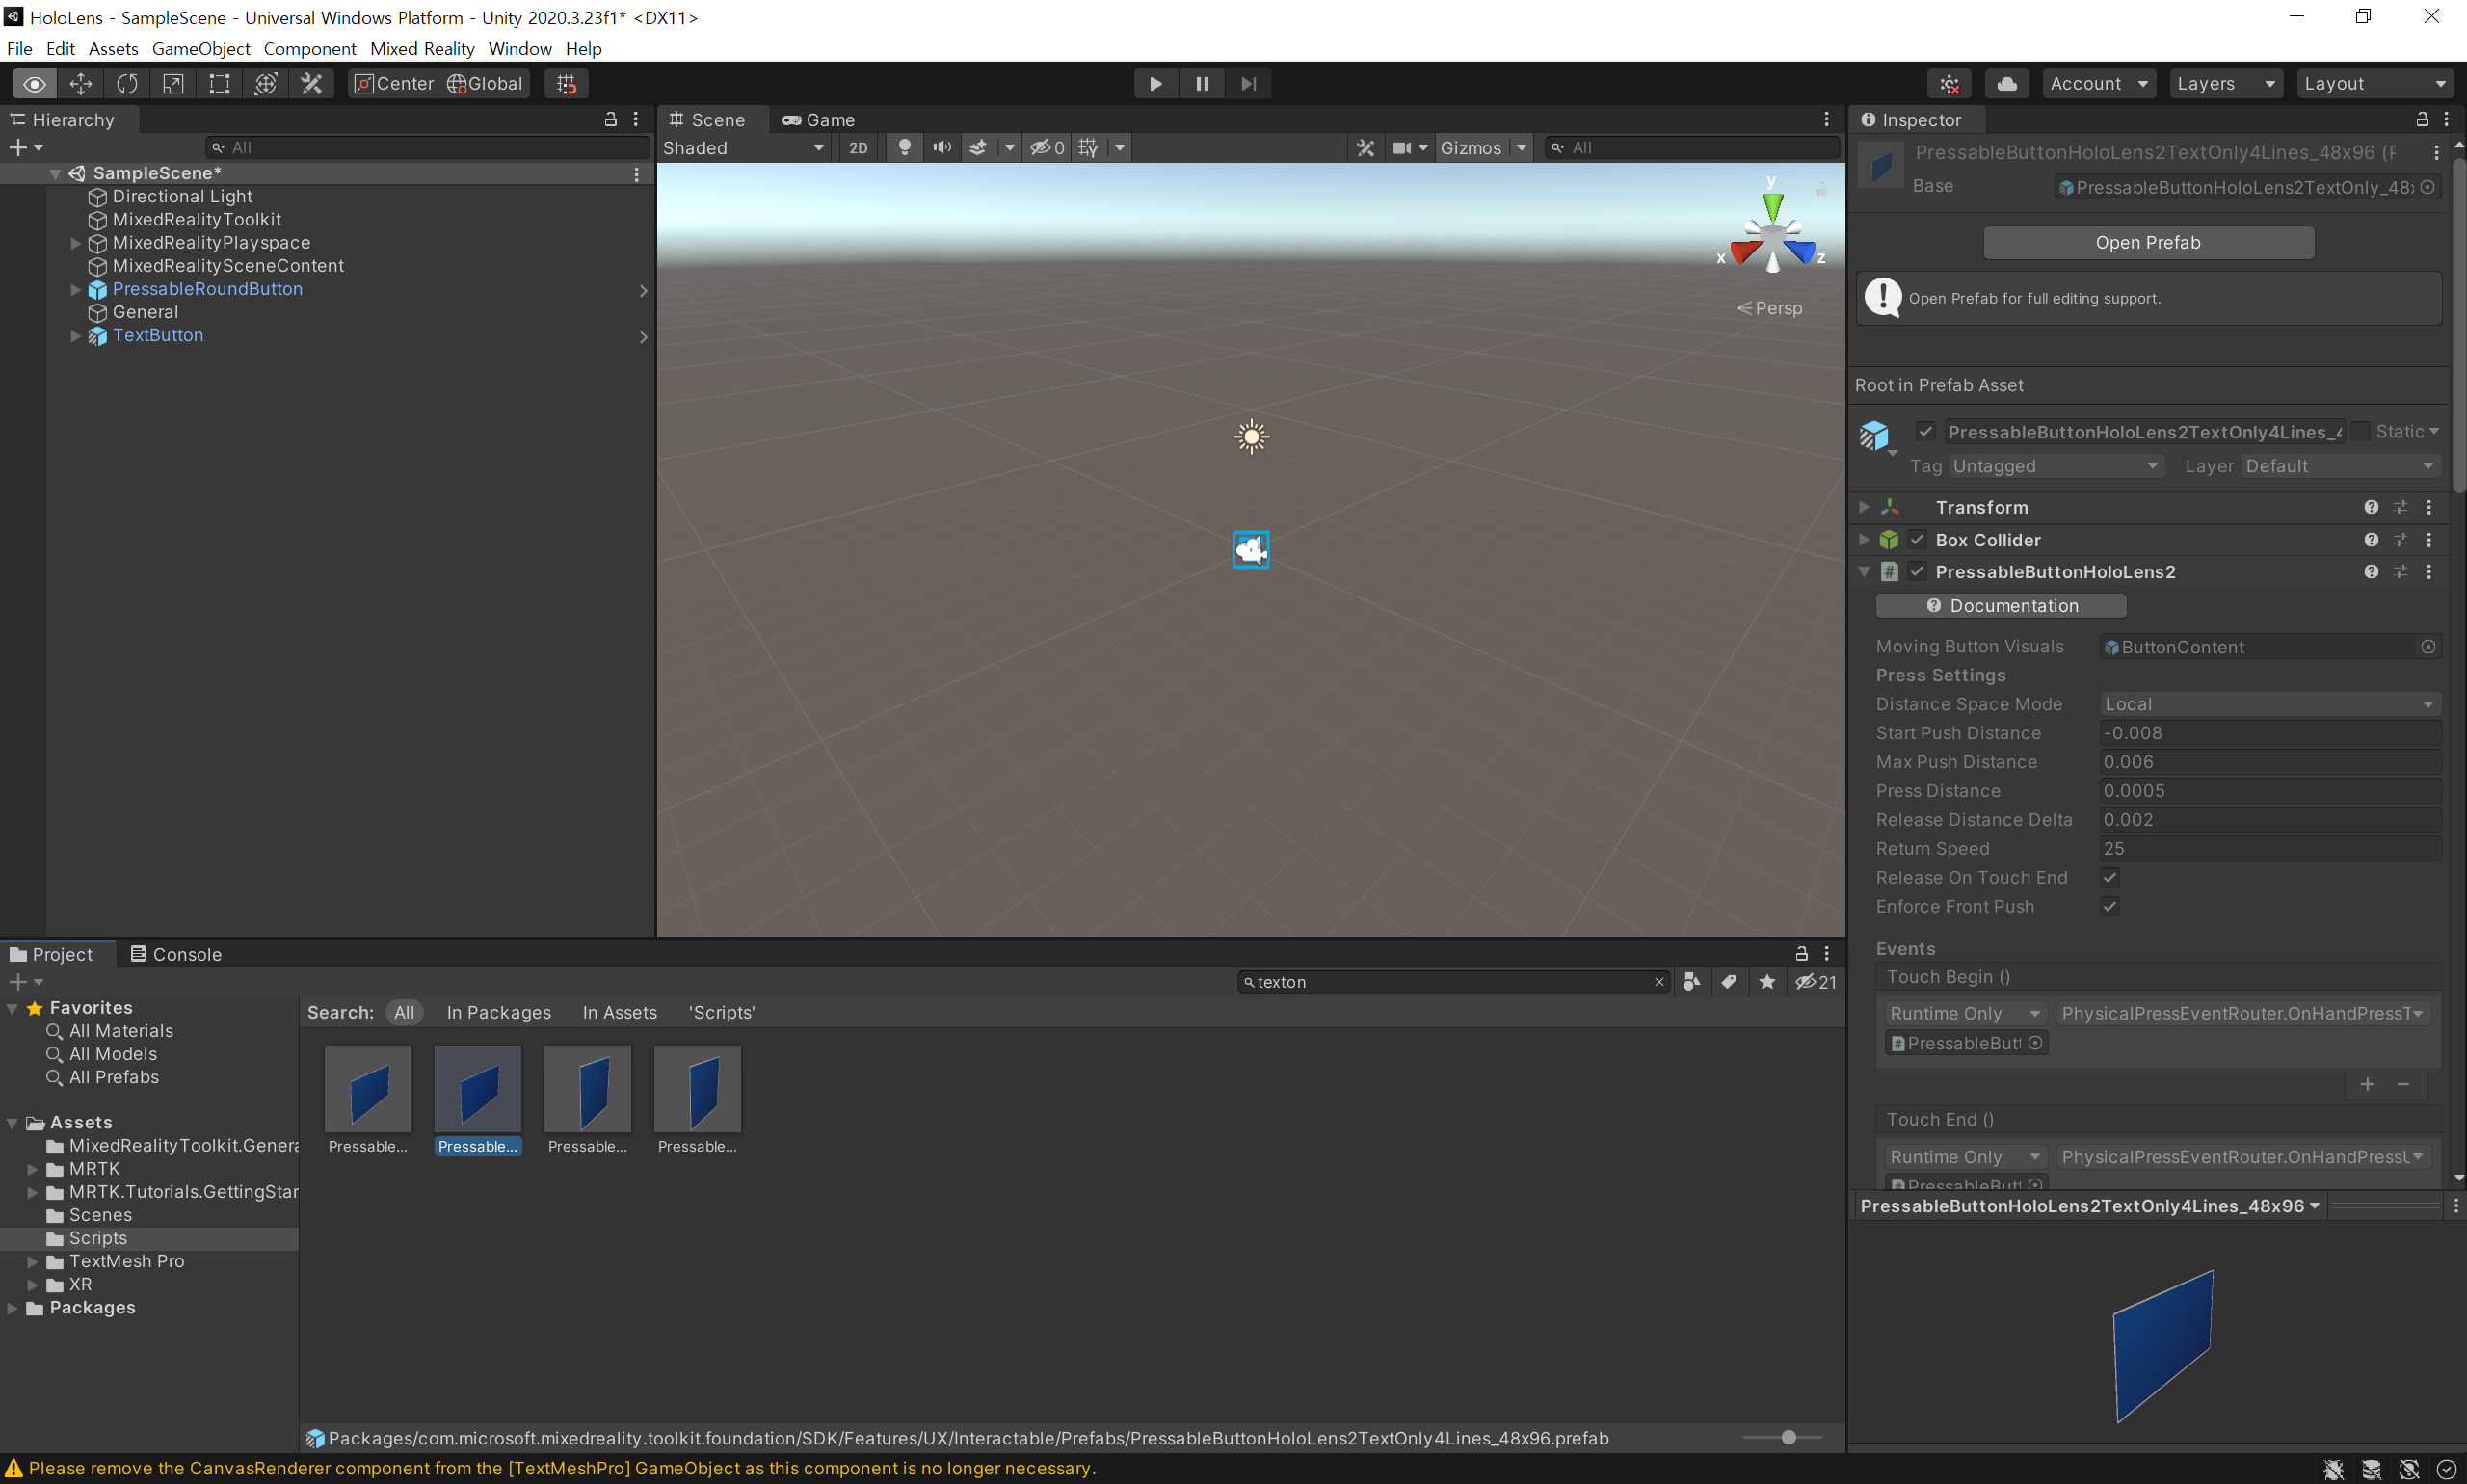 HoloLens - SampleScene - Universal Windows Platform - Unity 2020.3.23f1* <DX11>
File Edit Assets GameObject Component Mixed Reality Window Help
Center Global
Account Layers Layout
Hierarchy
All
SampleScene*
Directional Light
MixedRealityToolkit
MixedRealityPlayspace
MixedRealitySceneContent
PressableRoundButton
General
TextButton
Scene Game
Shaded 2D 0 Gizmos All
y
x z
Persp
Inspector
PressableButtonHoloLens2TextOnly4Lines_48x96 (F
Base PressableButtonHoloLens2TextOnly_48x
Open Prefab
Open Prefab for full editing support.
Root in Prefab Asset
PressableButtonHoloLens2TextOnly4Lines_4 Static
Tag Untagged Layer Default
Transform
Box Collider
PressableButtonHoloLens2
Documentation
Moving Button Visuals ButtonContent
Press Settings
Distance Space Mode Local
Start Push Distance -0.008
Max Push Distance 0.006
Press Distance 0.0005
Release Distance Delta 0.002
Return Speed 25
Release On Touch End
Enforce Front Push
Events
Touch Begin ()
Runtime Only PhysicalPressEventRouter.OnHandPressT
PressableButt
Touch End ()
Runtime Only PhysicalPressEventRouter.OnHandPressU
PressableButt
PressableButtonHoloLens2TextOnly4Lines_48x96
Project Console
texton 21
Favorites
All Materials
All Models
All Prefabs
Assets
MixedRealityToolkit.Genera
MRTK
MRTK.Tutorials.GettingStar
Scenes
Scripts
TextMesh Pro
XR
Packages
Search: All In Packages In Assets 'Scripts'
Pressable... Pressable... Pressable... Pressable...
Packages/com.microsoft.mixedreality.toolkit.foundation/SDK/Features/UX/Interactable/Prefabs/PressableButtonHoloLens2TextOnly4Lines_48x96.prefab
Please remove the CanvasRenderer component from the [TextMeshPro] GameObject as this component is no longer necessary.